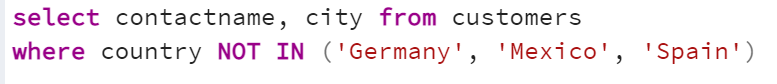 select contactname, city from customers
where country NOT IN ('Germany', 'Mexico', 'Spain')